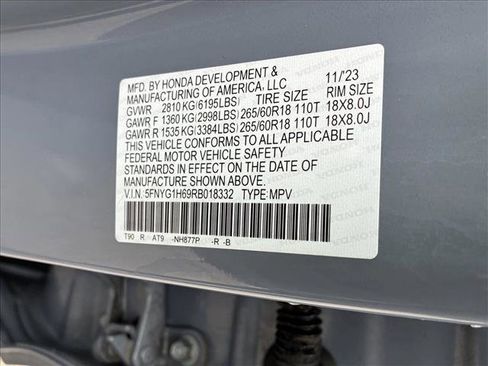 MFD. BY HONDA DEVELOPMENT &
MANUFACTURING OF AMERICA, LLC 11/'23
GVWR 2810 KG(6195LBS) TIRE SIZE RIM SIZE
GAWR F 1360 KG(2998LBS) 265/60R18 110T 18X8.0J
GAWR R 1535 KG(3384LBS) 265/60R18 110T 18X8.0J
THIS VEHICLE CONFORMS TO ALL APPLICABLE
FEDERAL MOTOR VEHICLE SAFETY
STANDARDS IN EFFECT ON THE DATE OF
MANUFACTURE SHOWN ABOVE.
V.I.N. 5FNYG1H69RB018332 TYPE: MPV
T90 R AT9 -NH877P -R -B